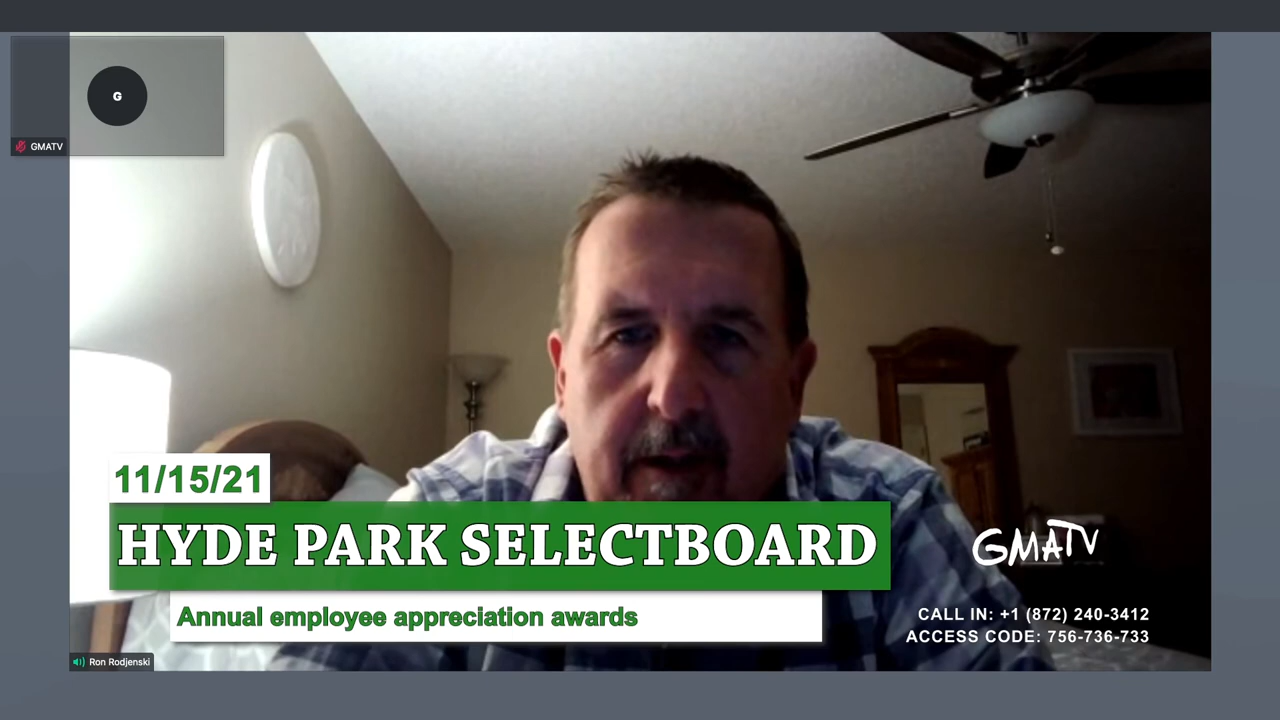 G
GMATV
11/15/21
HYDE PARK SELECTBOARD
Annual employee appreciation awards
GMATV
CALL IN: +1 (872) 240-3412
ACCESS CODE: 756-736-733
Ron Rodjenski